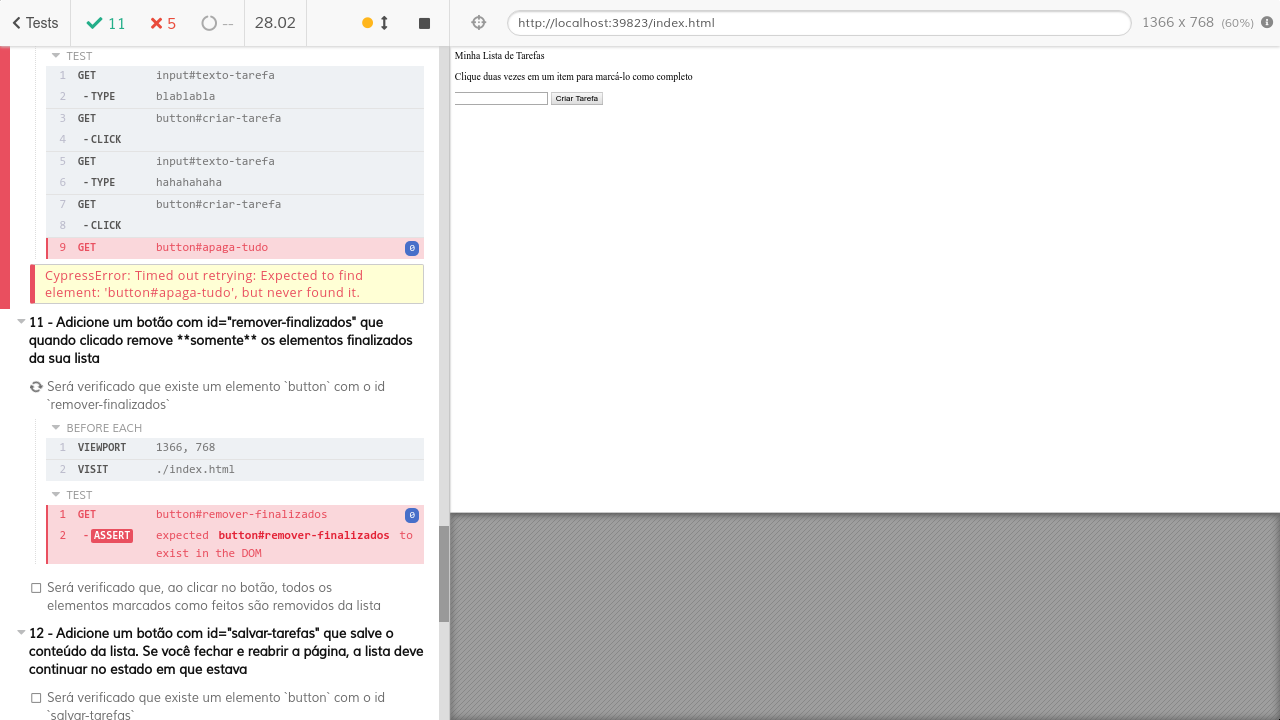 Tests
11
5
--
28.02
http://localhost:39823/index.html
1366 x 768 (60%)
TEST
1 GET input#texto-tarefa
2 -TYPE blablabla
3 GET button#criar-tarefa
4 -CLICK
5 GET input#texto-tarefa
6 -TYPE hahahahaha
7 GET button#criar-tarefa
8 -CLICK
9 GET button#apaga-tudo 0
CypressError: Timed out retrying: Expected to find
element: 'button#apaga-tudo', but never found it.
11 - Adicione um botão com id="remover-finalizados" que
quando clicado remove **somente** os elementos finalizados
da sua lista
Será verificado que existe um elemento `button` com o id
`remover-finalizados`
BEFORE EACH
1 VIEWPORT 1366, 768
2 VISIT ./index.html
TEST
1 GET button#remover-finalizados 0
2 -ASSERT expected button#remover-finalizados to
exist in the DOM
Será verificado que, ao clicar no botão, todos os
elementos marcados como feitos são removidos da lista
12 - Adicione um botão com id="salvar-tarefas" que salve o
conteúdo da lista. Se você fechar e reabrir a página, a lista deve
continuar no estado em que estava
Será verificado que existe um elemento `button` com o id
`salvar-tarefas`
Minha Lista de Tarefas
Clique duas vezes em um item para marcá-lo como completo
Criar Tarefa